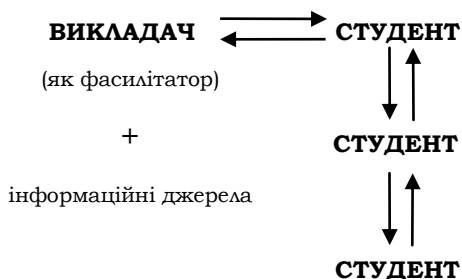 ВИКЛАДАЧ СТУДЕНТ
(як фасилітатор)
+
СТУДЕНТ
інформаційні джерела
СТУДЕНТ